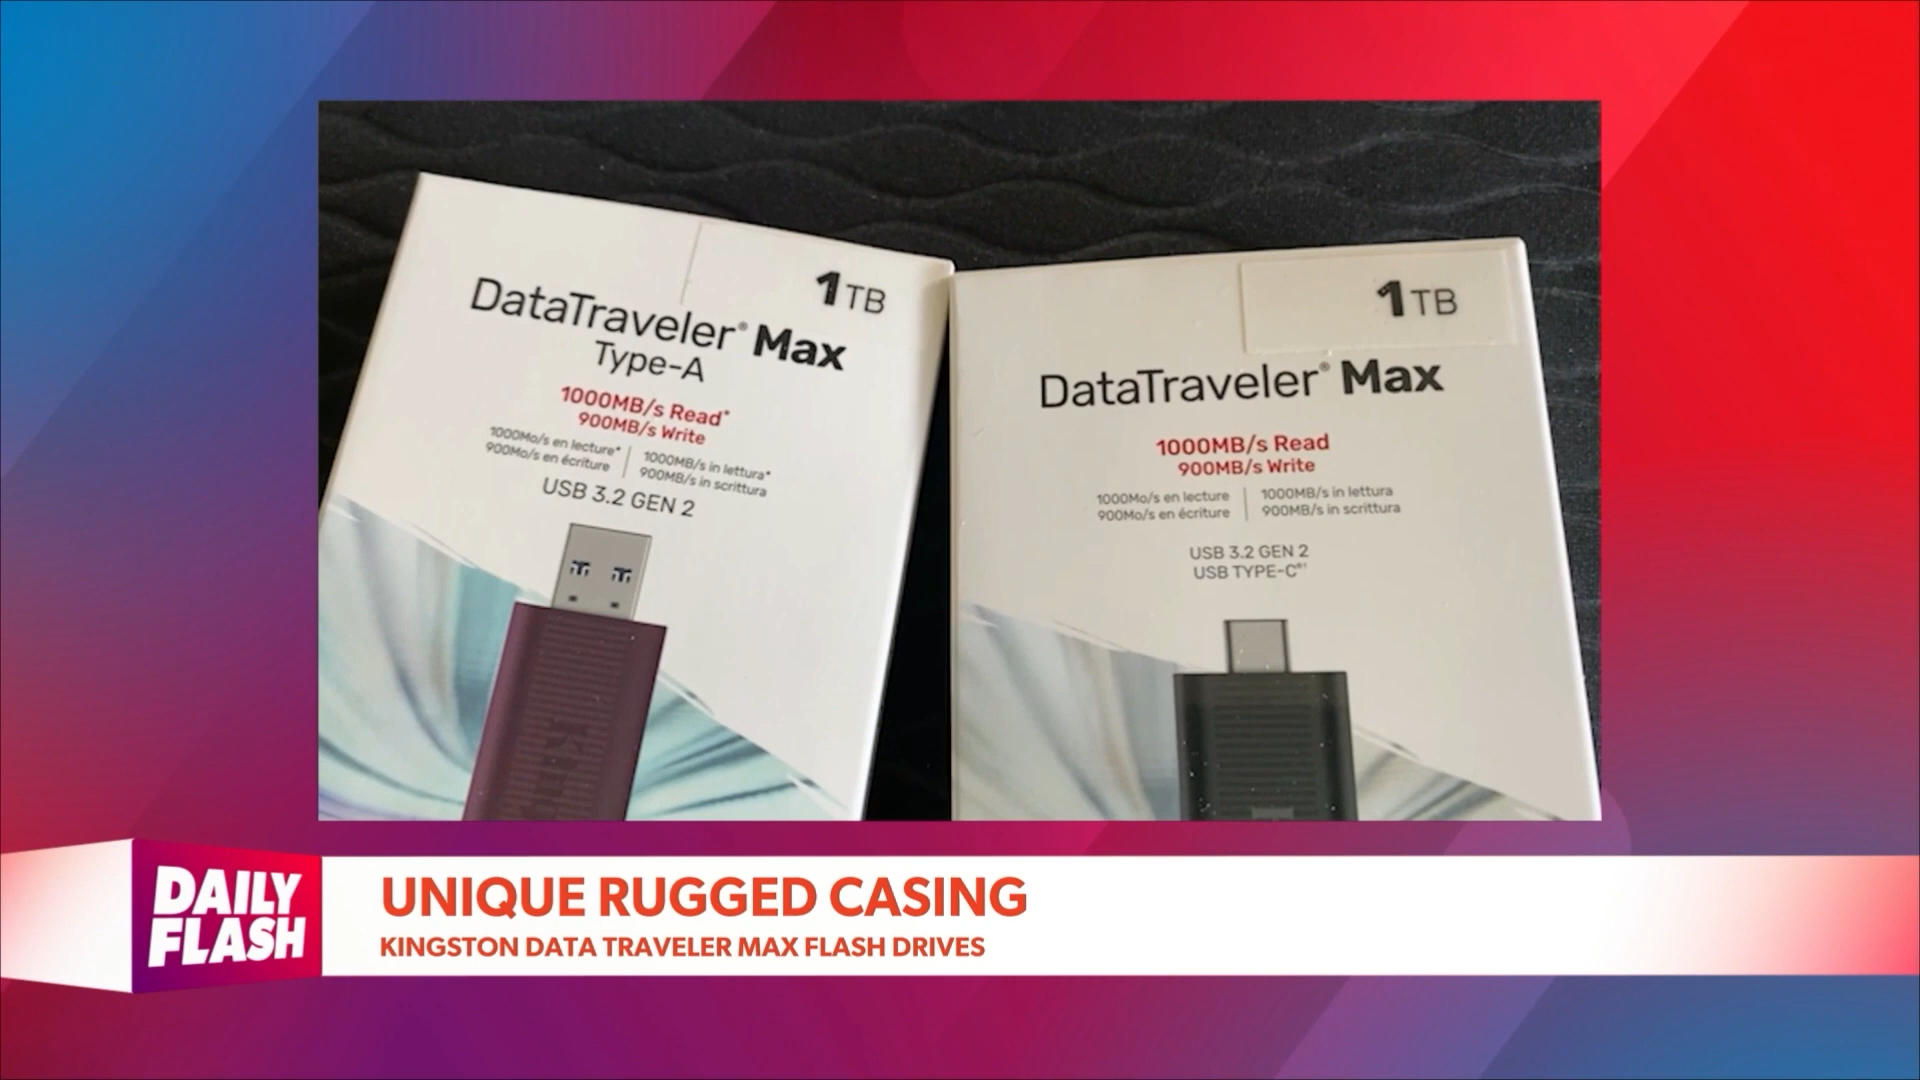 1TB
DataTraveler® Max
Type-A
1000MB/s Read*
900MB/s Write
1000Mo/s en lecture*
900Mo/s en écriture
1000MB/s in lettura*
900MB/s in scrittura
USB 3.2 GEN 2
1TB
DataTraveler® Max
1000MB/s Read
900MB/s Write
1000Mo/s en lecture
900Mo/s en écriture
1000MB/s in lettura
900MB/s in scrittura
USB 3.2 GEN 2
USB TYPE-C®¹
DAILY
FLASH
UNIQUE RUGGED CASING
KINGSTON DATA TRAVELER MAX FLASH DRIVES